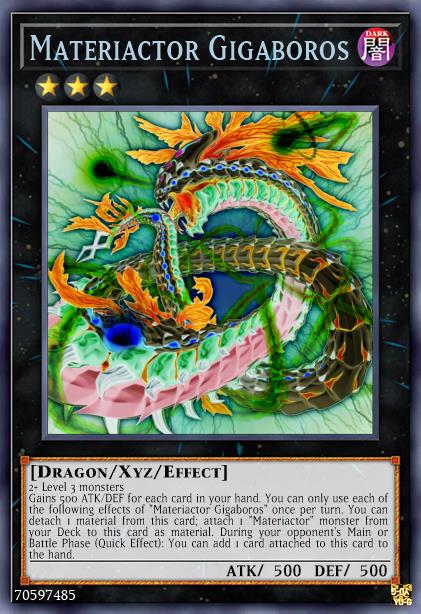 MATERIACTOR GIGABOROS
DARK
闇
[DRAGON/XYZ/EFFECT]
2+ Level 3 monsters
Gains 500 ATK/DEF for each card in your hand. You can only use each
of the following effects of "Materiactor Gigaboros" once per turn. You can
detach 1 material from this card; attach 1 "Materiactor" monster from
your Deck to this card as material. During your opponent's Main or
Battle Phase (Quick Effect): You can add 1 card attached to this card to
the hand.
ATK/ 500 DEF/ 500
70597485